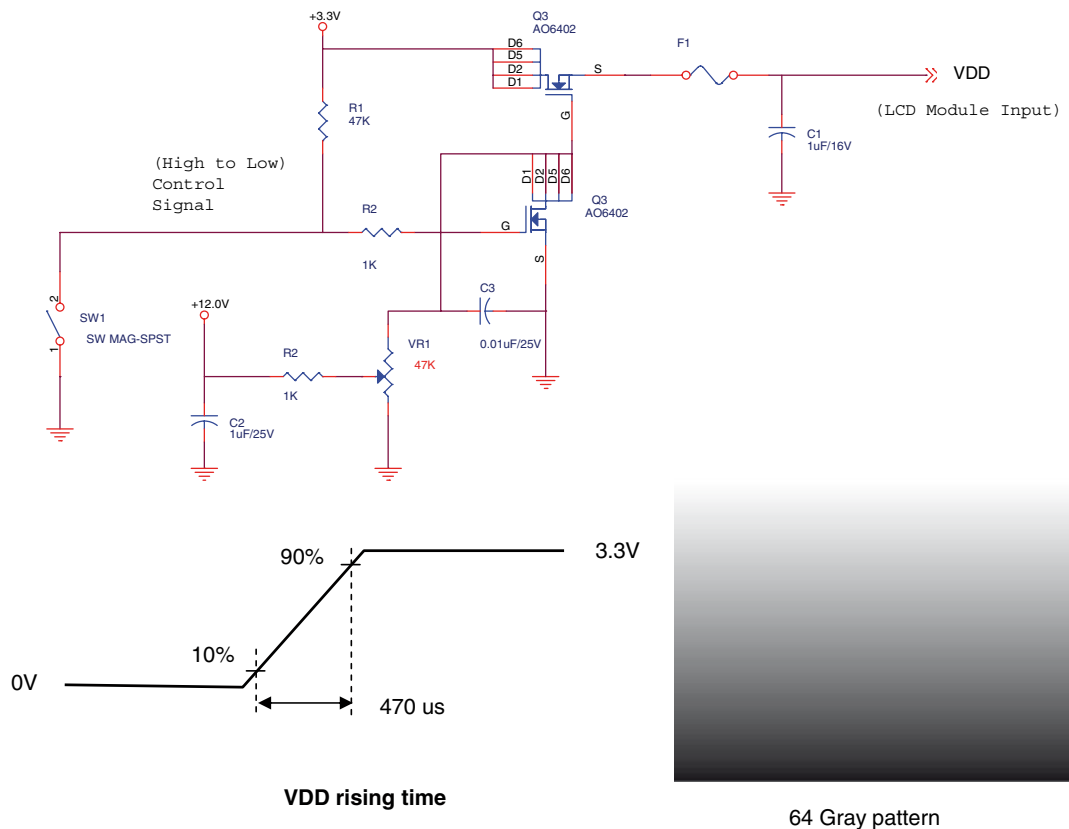 +3.3V
Q3
AO6402
D6
D5
D2
D1
S
G
F1
VDD
(LCD Module Input)
R1
47K
C1
1uF/16V
(High to Low)
Control
Signal
D1
D2
D5
D6
Q3
AO6402
R2
1K
G
S
2
1
SW1
SW MAG-SPST
+12.0V
C3
0.01uF/25V
R2
1K
VR1
47K
C2
1uF/25V
90%
3.3V
10%
0V
470 us
VDD rising time
64 Gray pattern